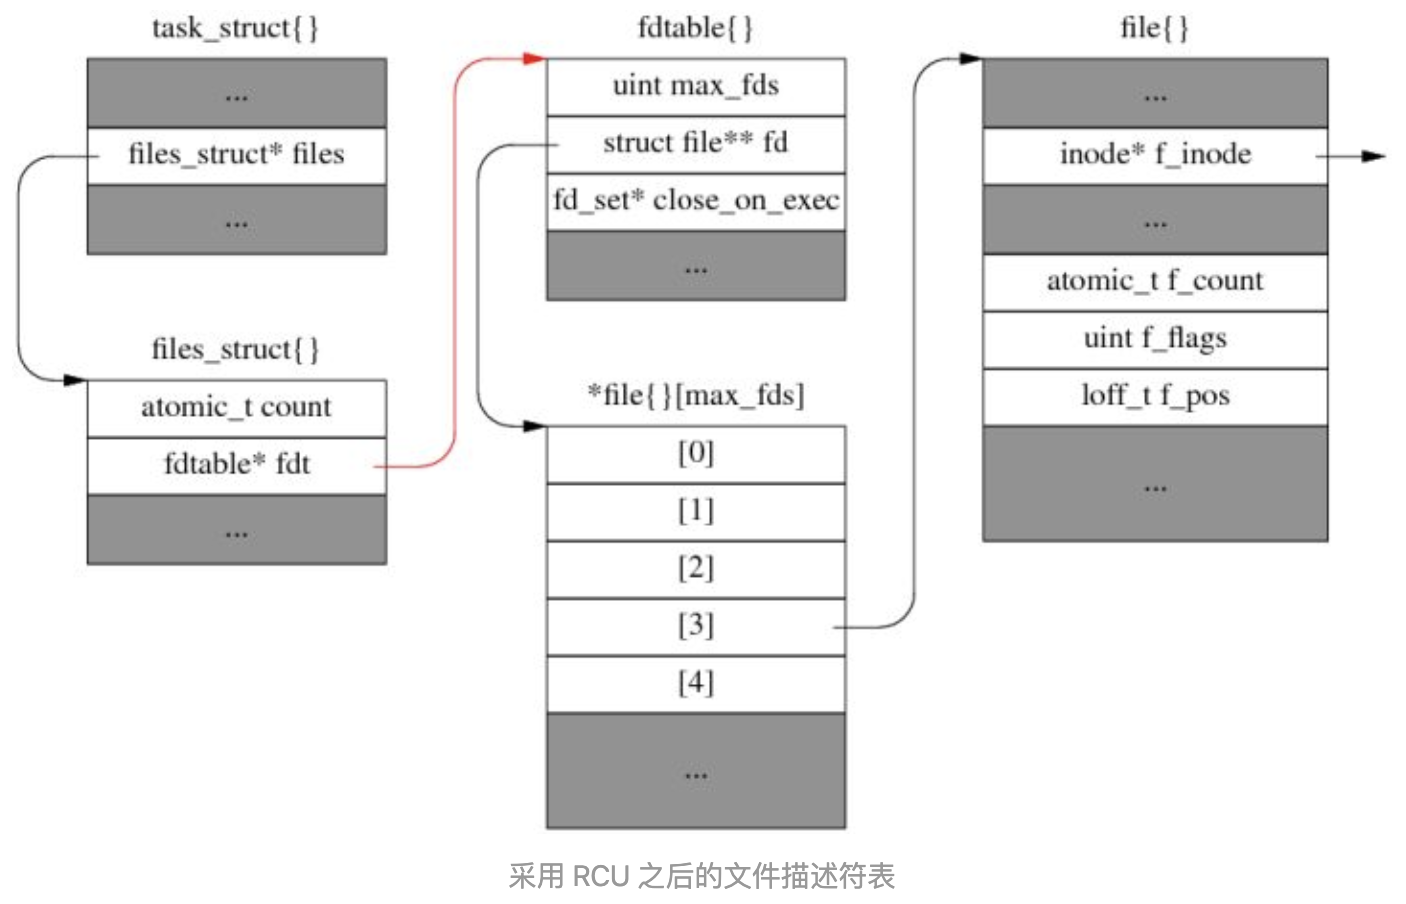 task_struct{}
...
files_struct* files
...
files_struct{}
atomic_t count
fdtable* fdt
...
fdtable{}
uint max_fds
struct file** fd
fd_set* close_on_exec
...
*file{}[max_fds]
[0]
[1]
[2]
[3]
[4]
...
file{}
...
inode* f_inode
...
atomic_t f_count
uint f_flags
loff_t f_pos
...
采用 RCU 之后的文件描述符表